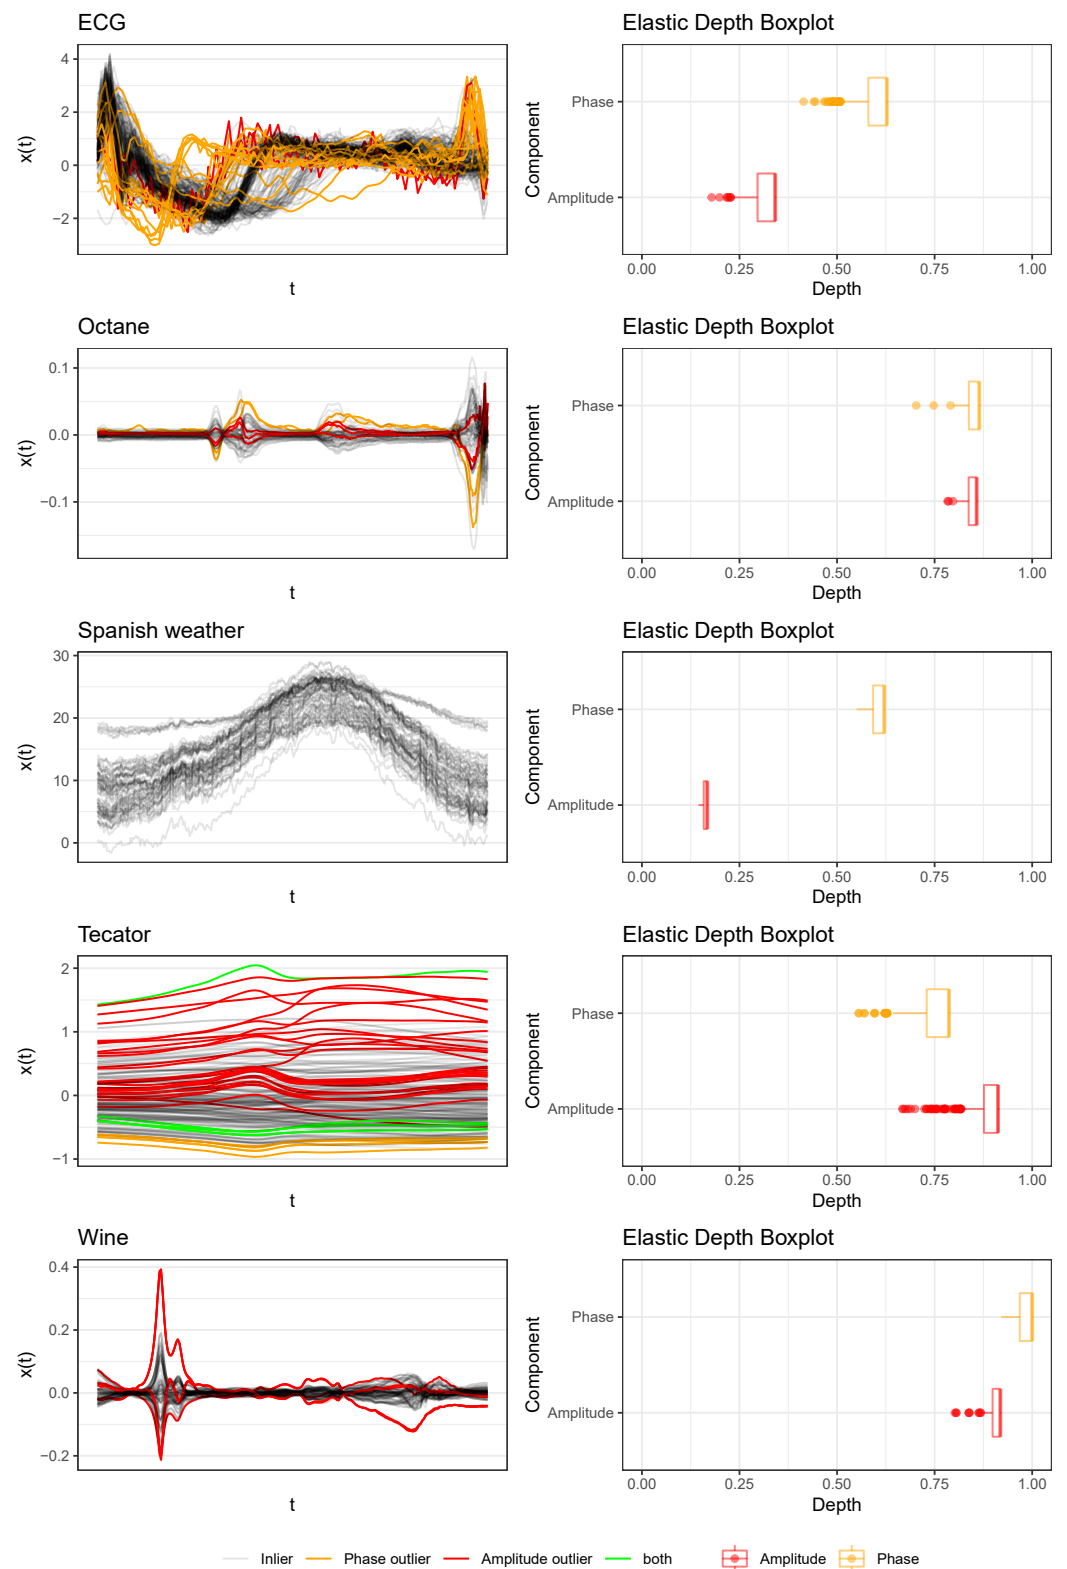 ECG
Elastic Depth Boxplot
4
2
0
−2
x(t)
t
Component
Phase
Amplitude
0.00 0.25 0.50 0.75 1.00
Depth
Octane
Elastic Depth Boxplot
0.1
0.0
−0.1
x(t)
t
Component
Phase
Amplitude
0.00 0.25 0.50 0.75 1.00
Depth
Spanish weather
Elastic Depth Boxplot
30
20
10
0
x(t)
t
Component
Phase
Amplitude
0.00 0.25 0.50 0.75 1.00
Depth
Tecator
Elastic Depth Boxplot
2
1
0
−1
x(t)
t
Component
Phase
Amplitude
0.00 0.25 0.50 0.75 1.00
Depth
Wine
Elastic Depth Boxplot
0.4
0.2
0.0
−0.2
x(t)
t
Component
Phase
Amplitude
0.00 0.25 0.50 0.75 1.00
Depth
Inlier Phase outlier Amplitude outlier both Amplitude Phase